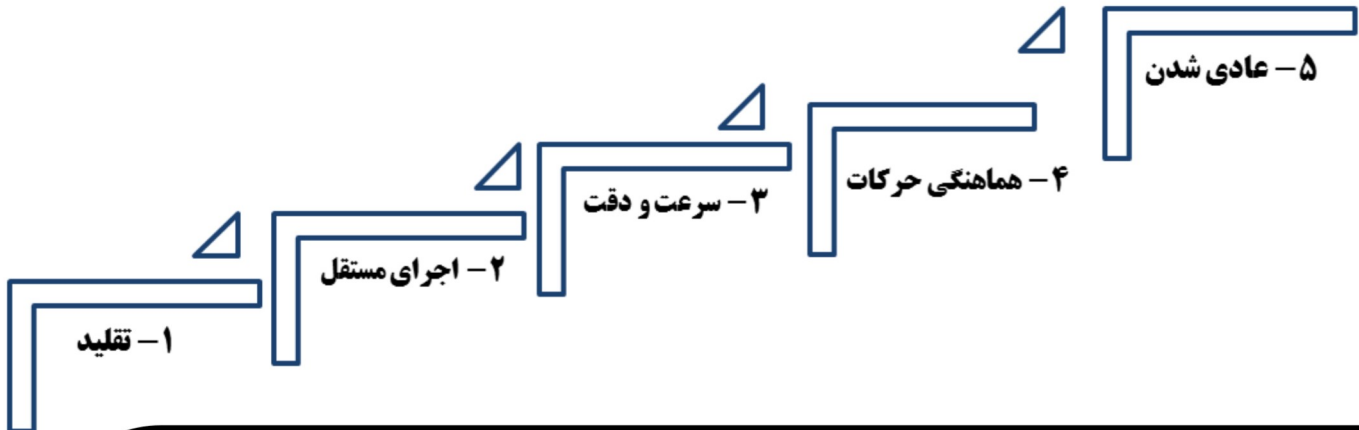 ۱- تقلید
۲- اجرای مستقل
۳- سرعت و دقت
۴- هماهنگی حرکات
۵- عادی شدن